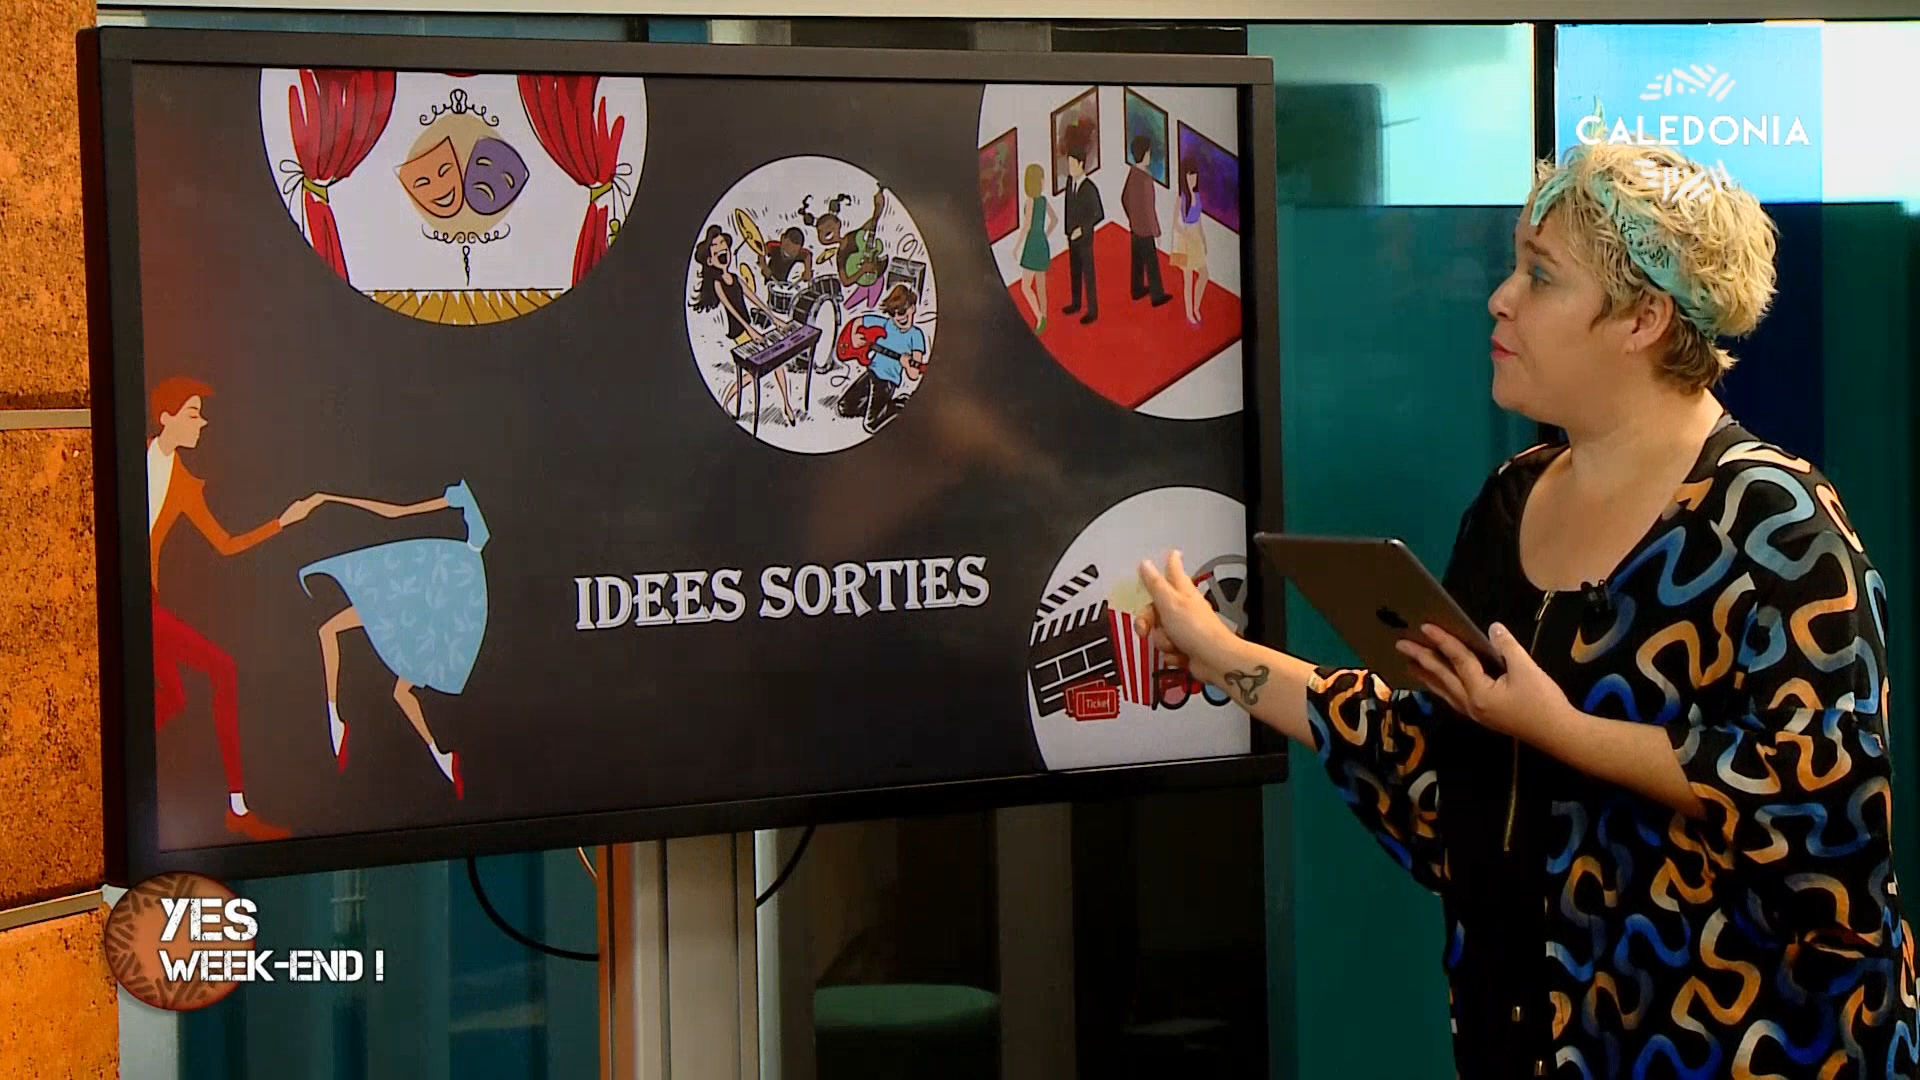 CALEDONIA
IDEES SORTIES
Ticket
YES
WEEK-END !